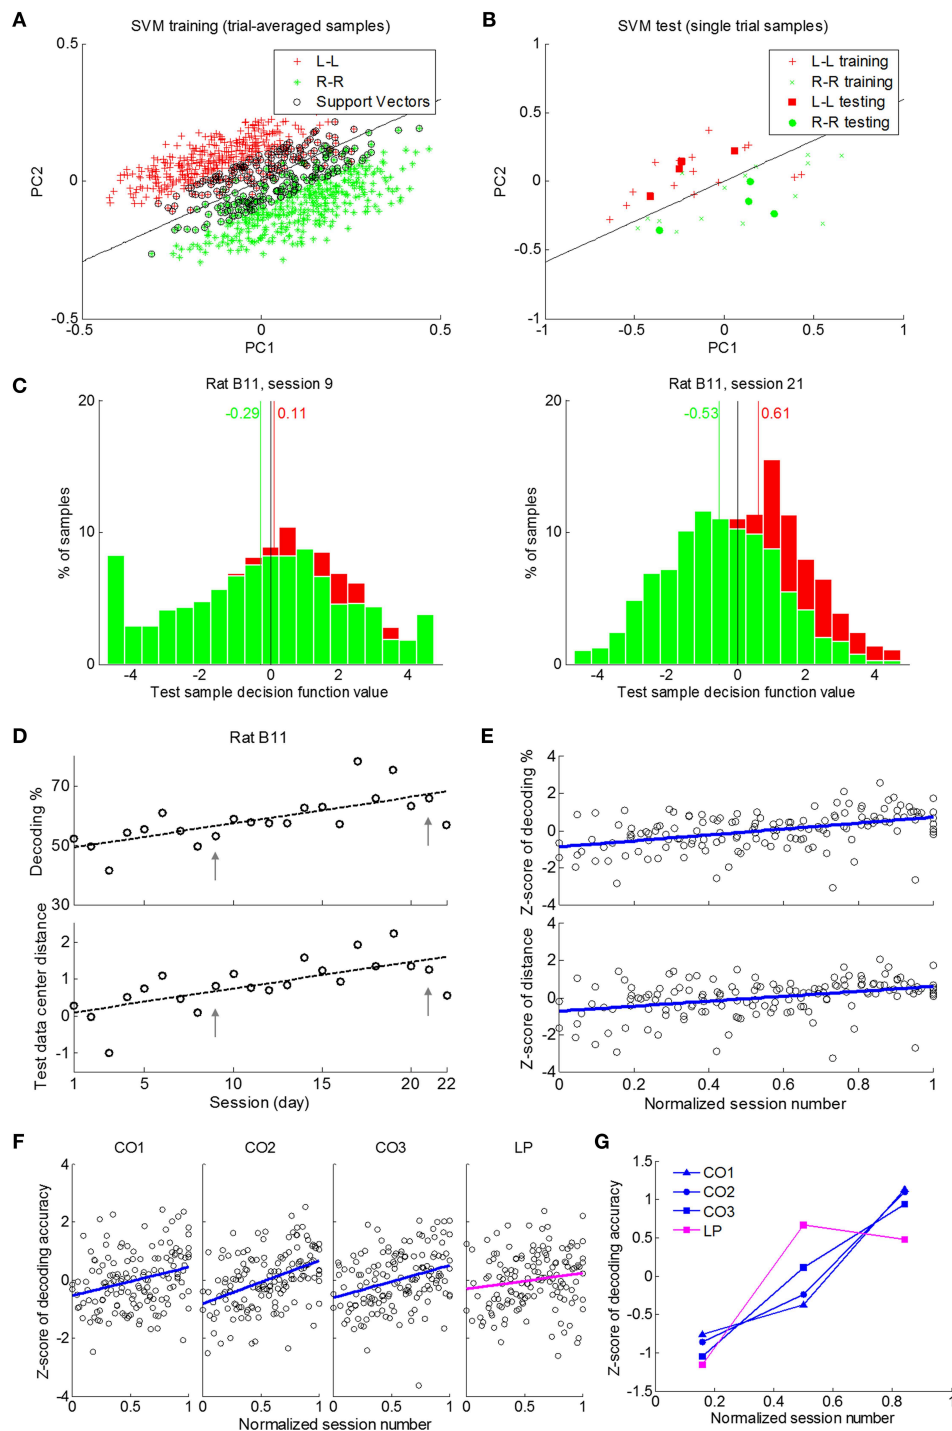 A
SVM training (trial-averaged samples)
0.5
0
-0.5
-0.5
0
0.5
PC2
PC1
L-L
R-R
Support Vectors
B
SVM test (single trial samples)
1
0.5
0
-0.5
-1
-1
-0.5
0
0.5
1
PC2
PC1
L-L training
R-R training
L-L testing
R-R testing
C
Rat B11, session 9
20
10
0
-0.29
0.11
-4
-2
0
2
4
% of samples
Test sample decision function value
Rat B11, session 21
20
10
0
-0.53
0.61
-4
-2
0
2
4
% of samples
Test sample decision function value
D
Rat B11
70
50
30
Decoding %
2
1
0
-1
Test data center distance
1
5
10
15
20
22
Session (day)
E
4
2
0
-2
-4
Z-score of decoding %
4
2
0
-2
-4
Z-score of distance
0
0.2
0.4
0.6
0.8
1
Normalized session number
F
CO1
CO2
CO3
LP
4
2
0
-2
-4
Z-score of decoding accuracy
0
1
0
1
0
1
0
1
Normalized session number
G
1.5
1
0.5
0
-0.5
-1
-1.5
Z-score of decoding accuracy
CO1
CO2
CO3
LP
0
0.2
0.4
0.6
0.8
1
Normalized session number